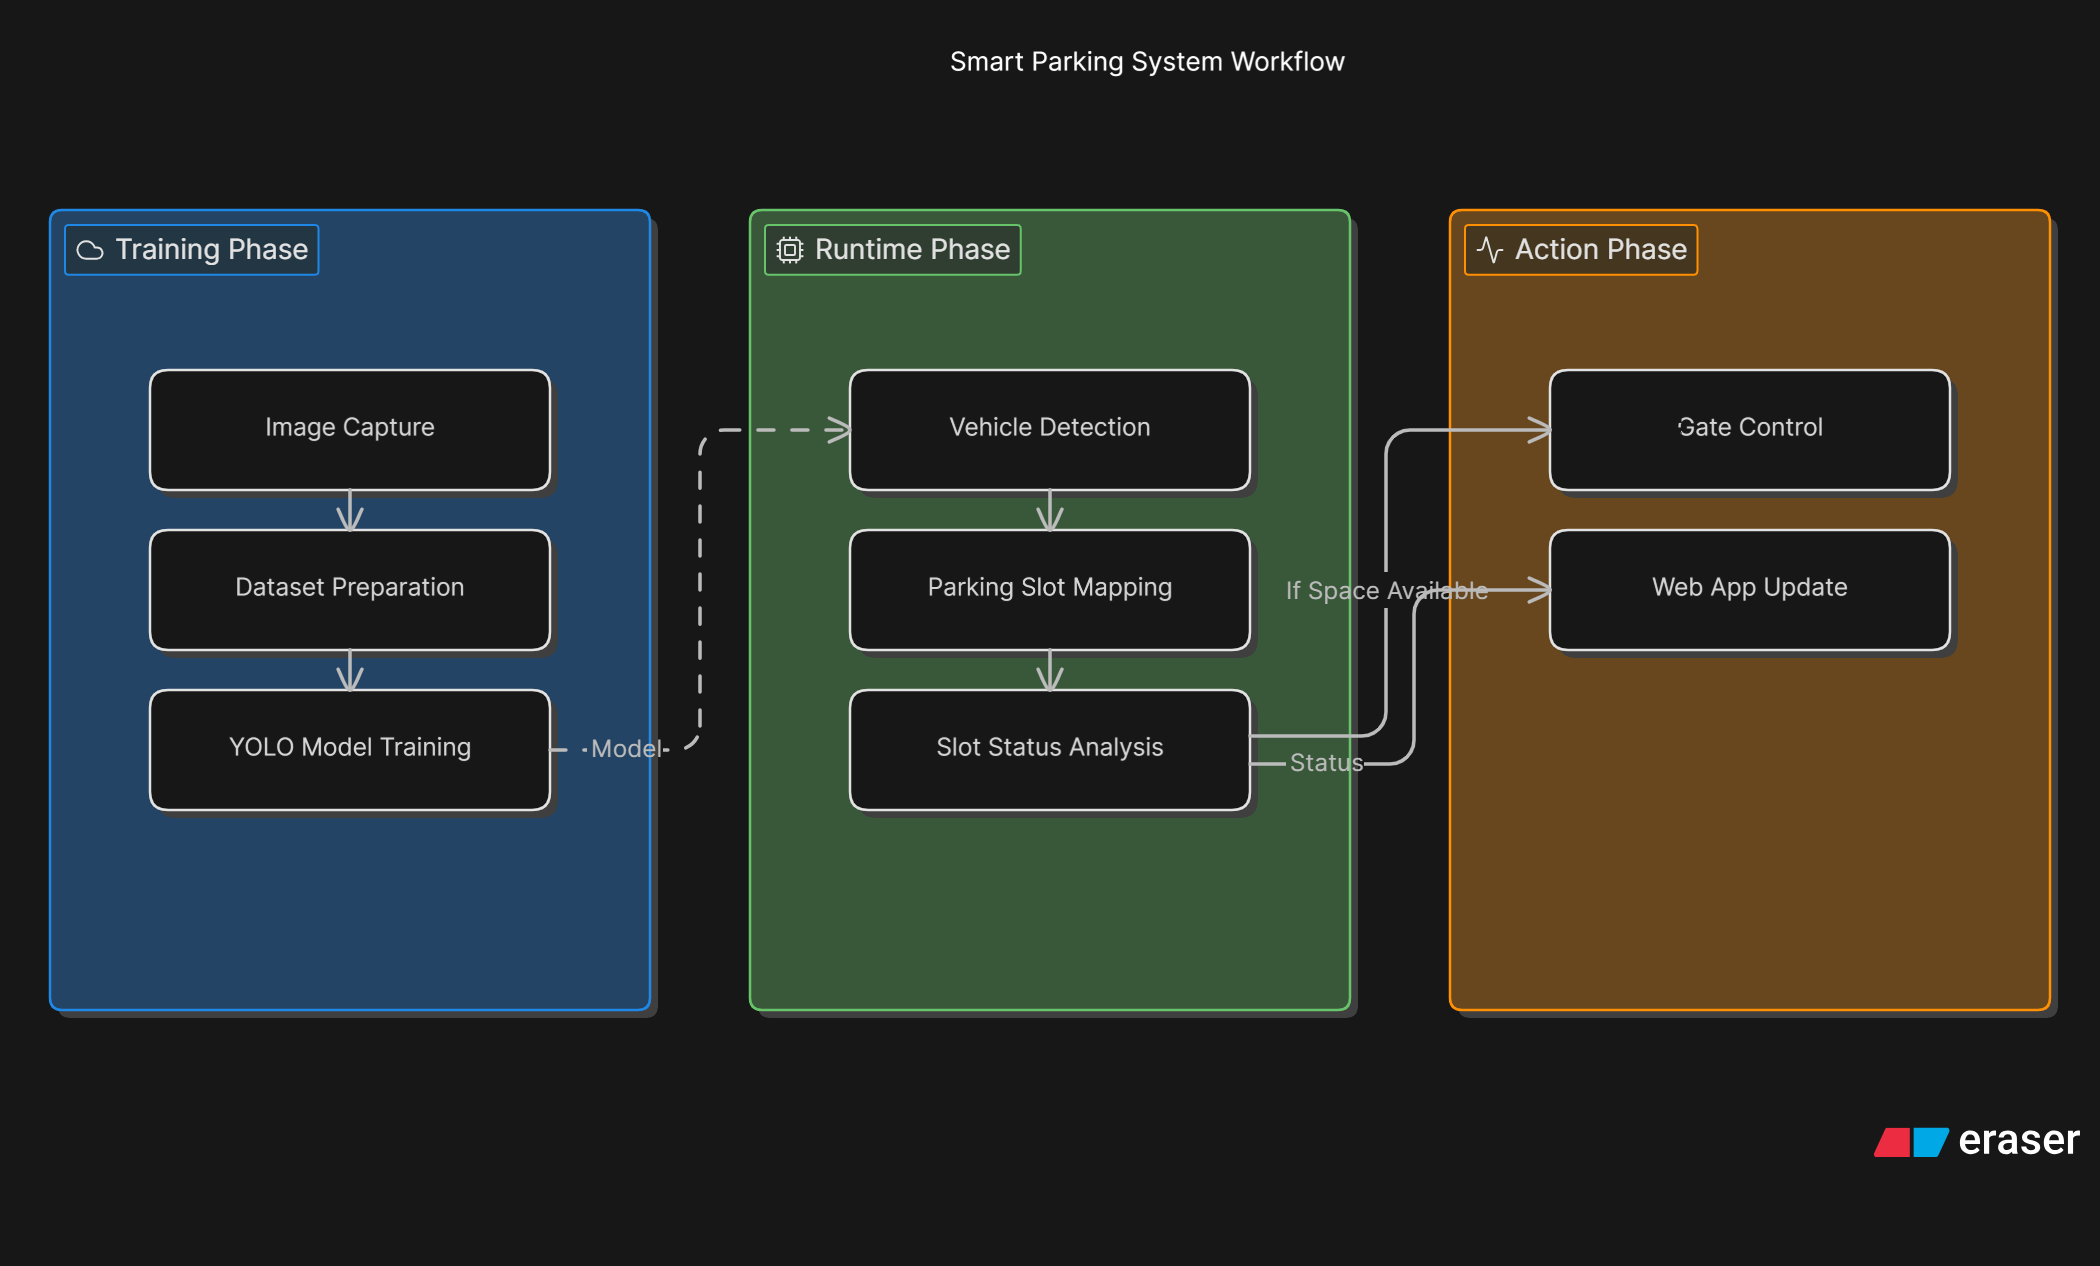 Smart Parking System Workflow
Training Phase
Image Capture
Dataset Preparation
YOLO Model Training
Model
Runtime Phase
Vehicle Detection
Parking Slot Mapping
Slot Status Analysis
If Space Available
Status
Action Phase
Gate Control
Web App Update
eraser